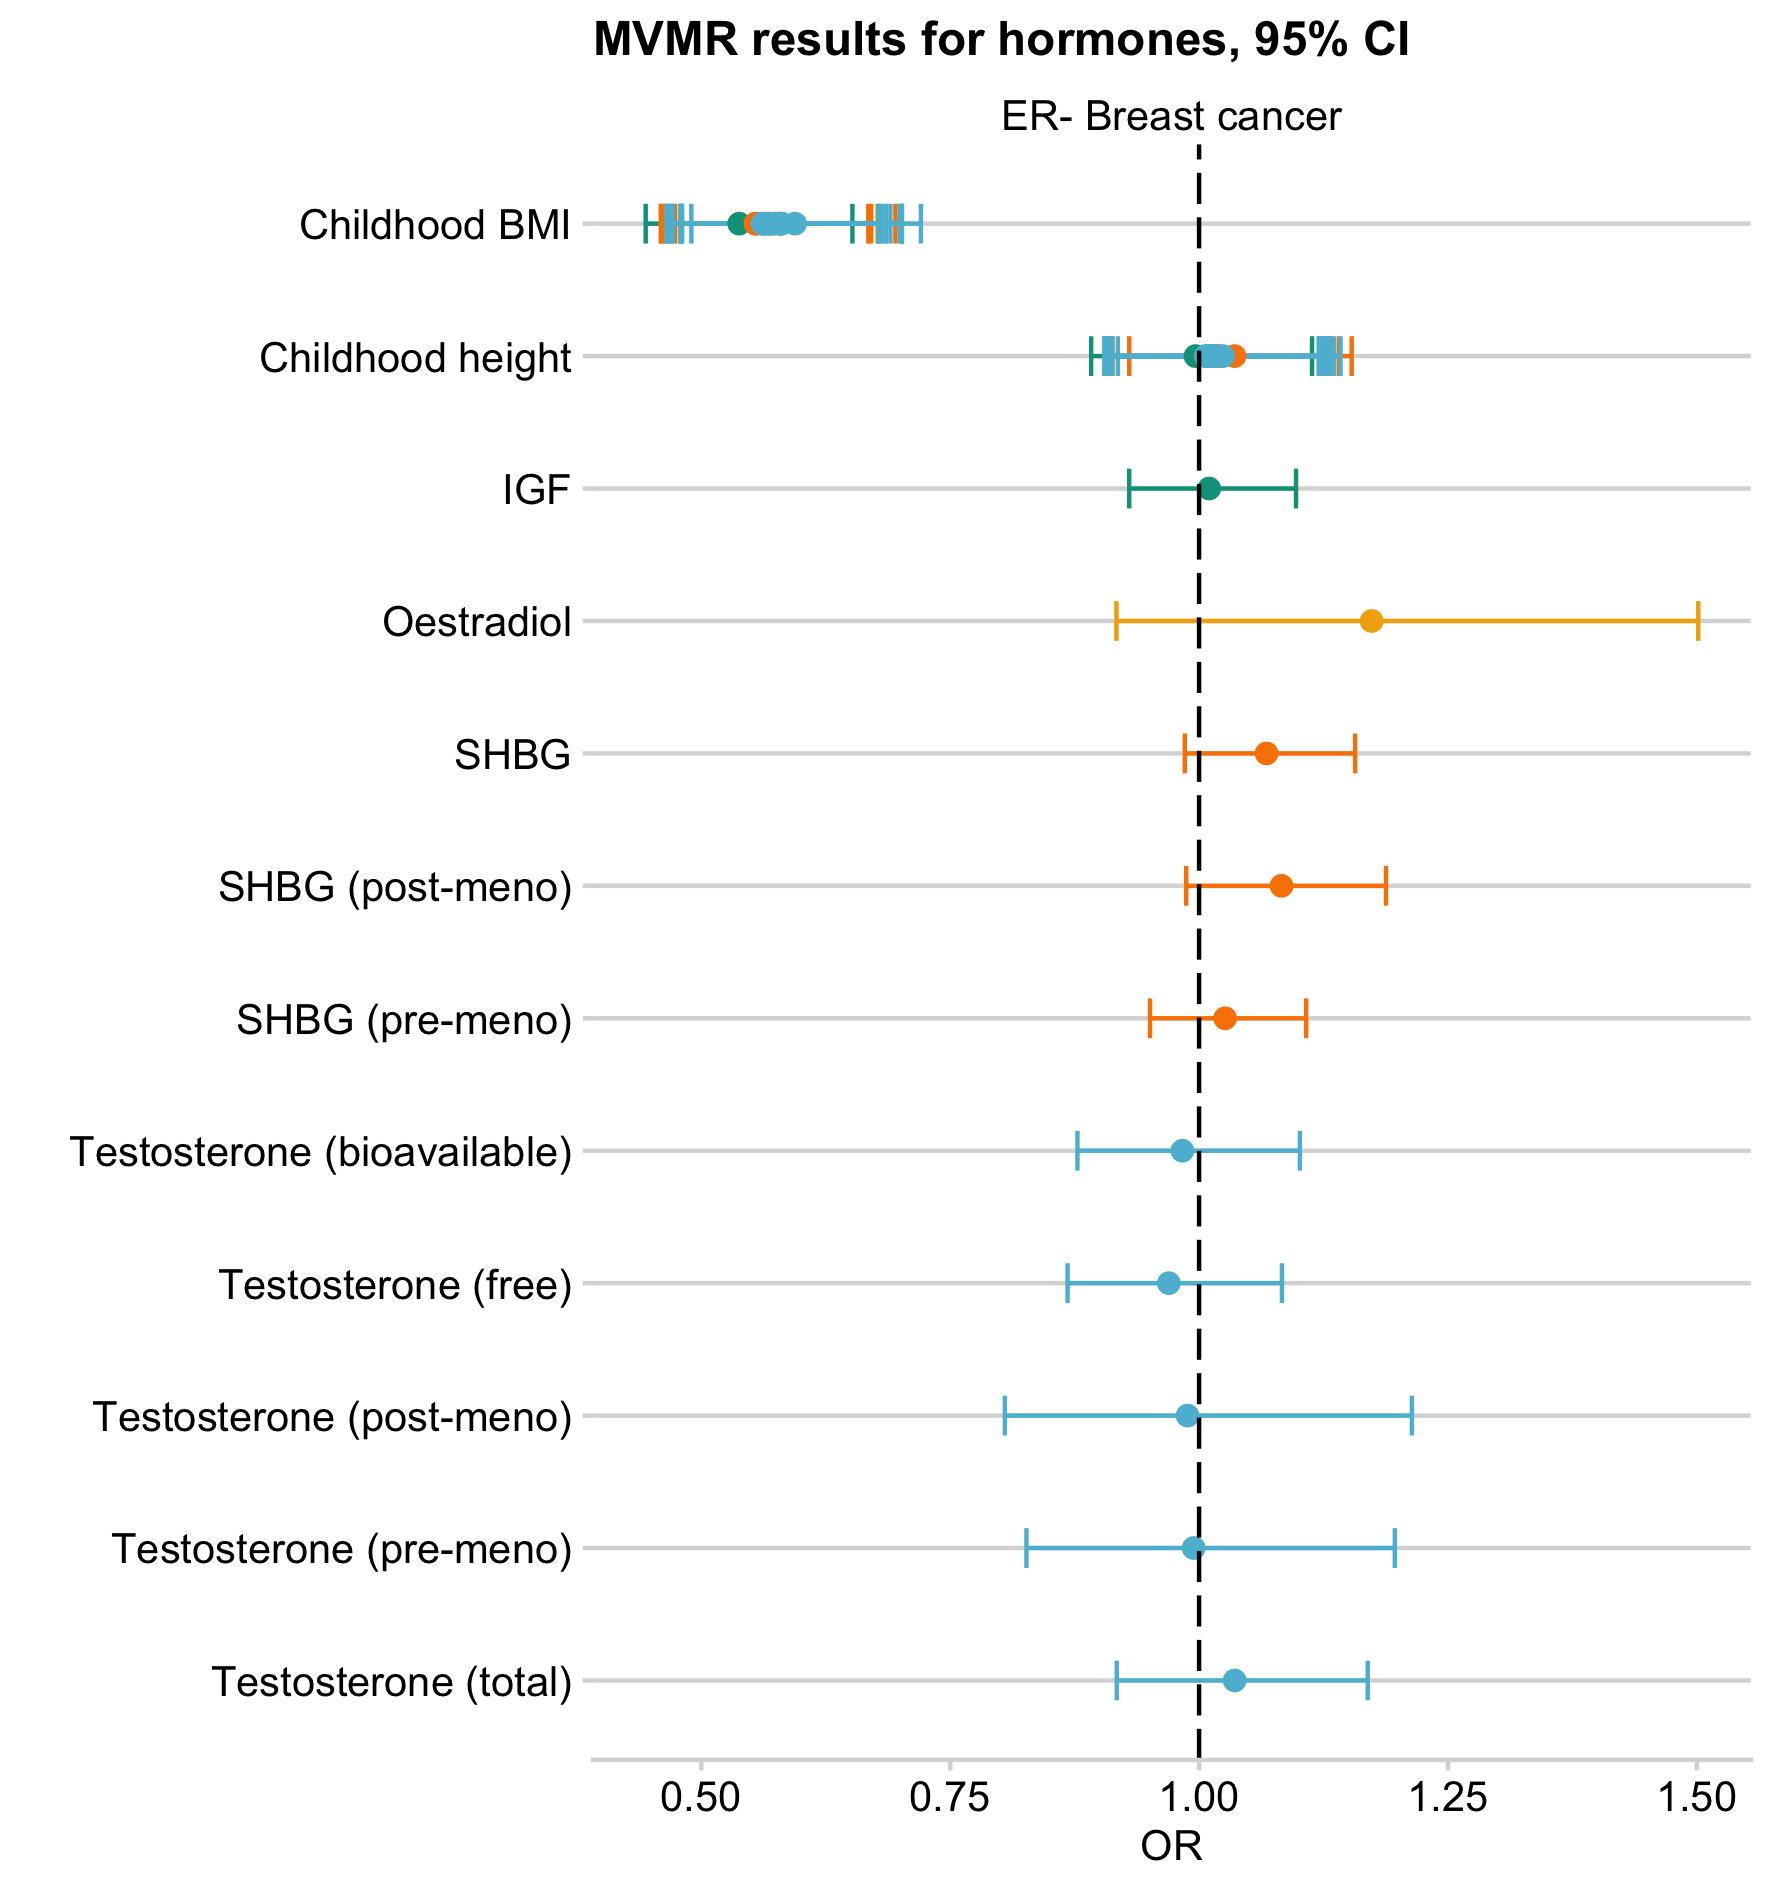 MVMR results for hormones, 95% CI
ER- Breast cancer
Childhood BMI
Childhood height
IGF
Oestradiol
SHBG
SHBG (post-meno)
SHBG (pre-meno)
Testosterone (bioavailable)
Testosterone (free)
Testosterone (post-meno)
Testosterone (pre-meno)
Testosterone (total)
0.50 0.75 1.00 1.25 1.50
OR